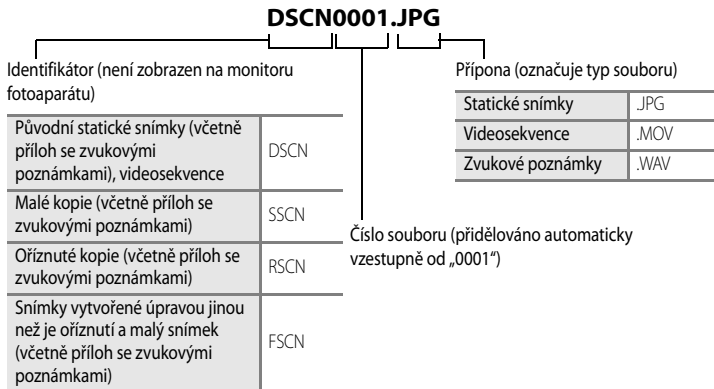 DSCN0001.JPG
Identifikátor (není zobrazen na monitoru
fotoaparátu)
Původní statické snímky (včetně
příloh se zvukovými
poznámkami), videosekvence
DSCN
Malé kopie (včetně příloh se
zvukovými poznámkami)
SSCN
Oříznuté kopie (včetně příloh se
zvukovými poznámkami)
RSCN
Snímky vytvořené úpravou jinou
než je oříznutí a malý snímek
(včetně příloh se zvukovými
poznámkami)
FSCN
Číslo souboru (přidělováno automaticky
vzestupně od „0001“)
Přípona (označuje typ souboru)
Statické snímky .JPG
Videosekvence .MOV
Zvukové poznámky .WAV